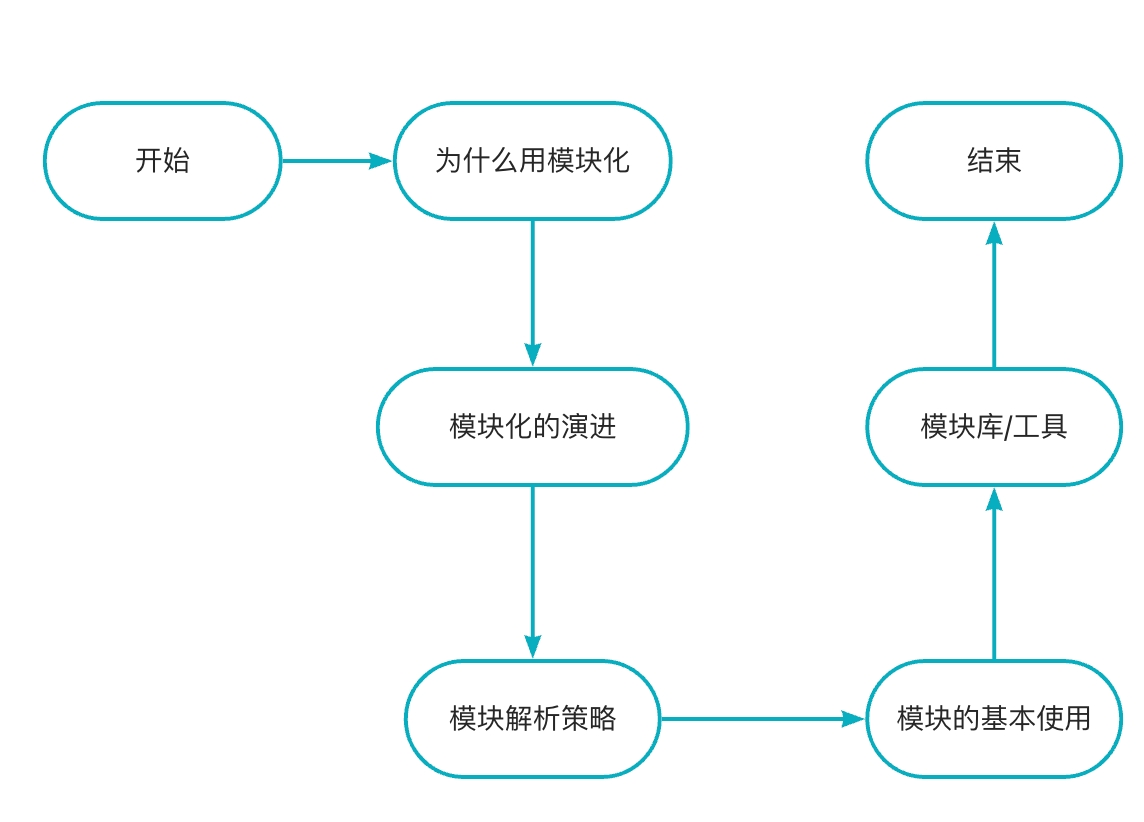 开始
为什么用模块化
结束
模块化的演进
模块库/工具
模块解析策略
模块的基本使用